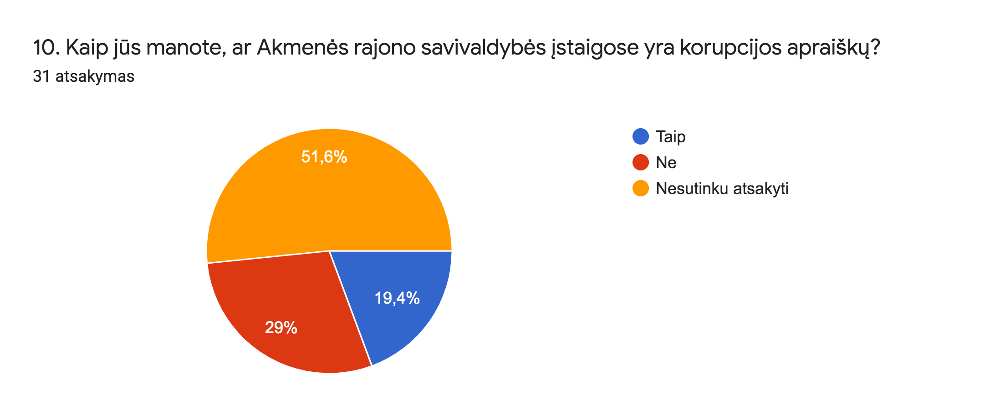 10. Kaip jūs manote, ar Akmenės rajono savivaldybės įstaigose yra korupcijos apraiškų?
31 atsakymas
51,6%
19,4%
29%
Taip
Ne
Nesutinku atsakyti